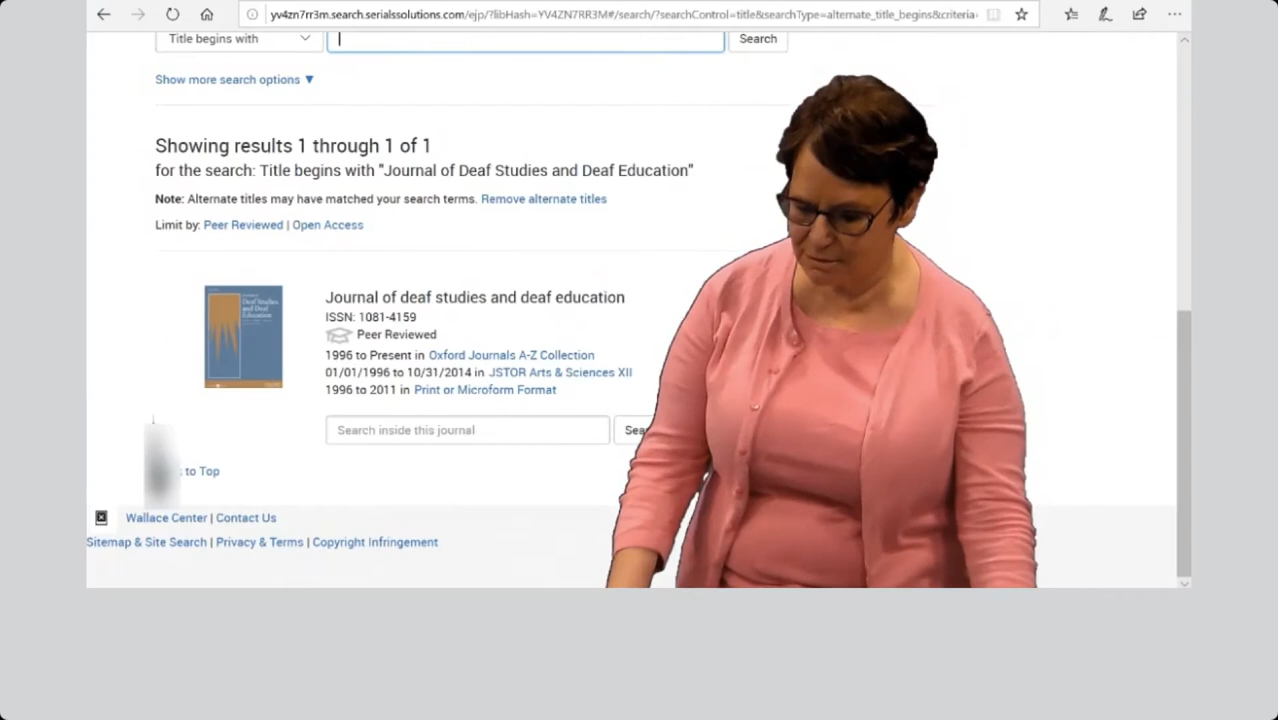 yv4zn7rr3m.search.serialssolutions.com/ejp/?libHash=YV4ZN7RR3M#/search/?searchControl=title&searchType=alternate_title_begins&criteria=
Title begins with Search
Show more search options ▼
Showing results 1 through 1 of 1
for the search: Title begins with "Journal of Deaf Studies and Deaf Education"
Note: Alternate titles may have matched your search terms. Remove alternate titles
Limit by: Peer Reviewed | Open Access
Deaf Studies
and Deaf
Education
Journal of deaf studies and deaf education
ISSN: 1081-4159
Peer Reviewed
1996 to Present in Oxford Journals A-Z Collection
01/01/1996 to 10/31/2014 in JSTOR Arts & Sciences XII
1996 to 2011 in Print or Microform Format
Search inside this journal Sea
to Top
Wallace Center | Contact Us
Sitemap & Site Search | Privacy & Terms | Copyright Infringement